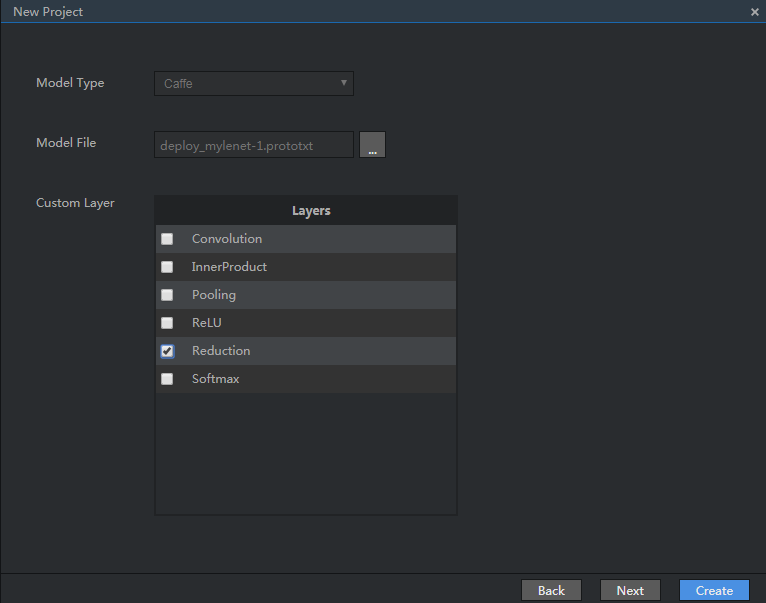 New Project
Model Type
Caffe
Model File
deploy_mylenet-1.prototxt
...
Custom Layer
Layers
Convolution
InnerProduct
Pooling
ReLU
Reduction
Softmax
Back Next Create